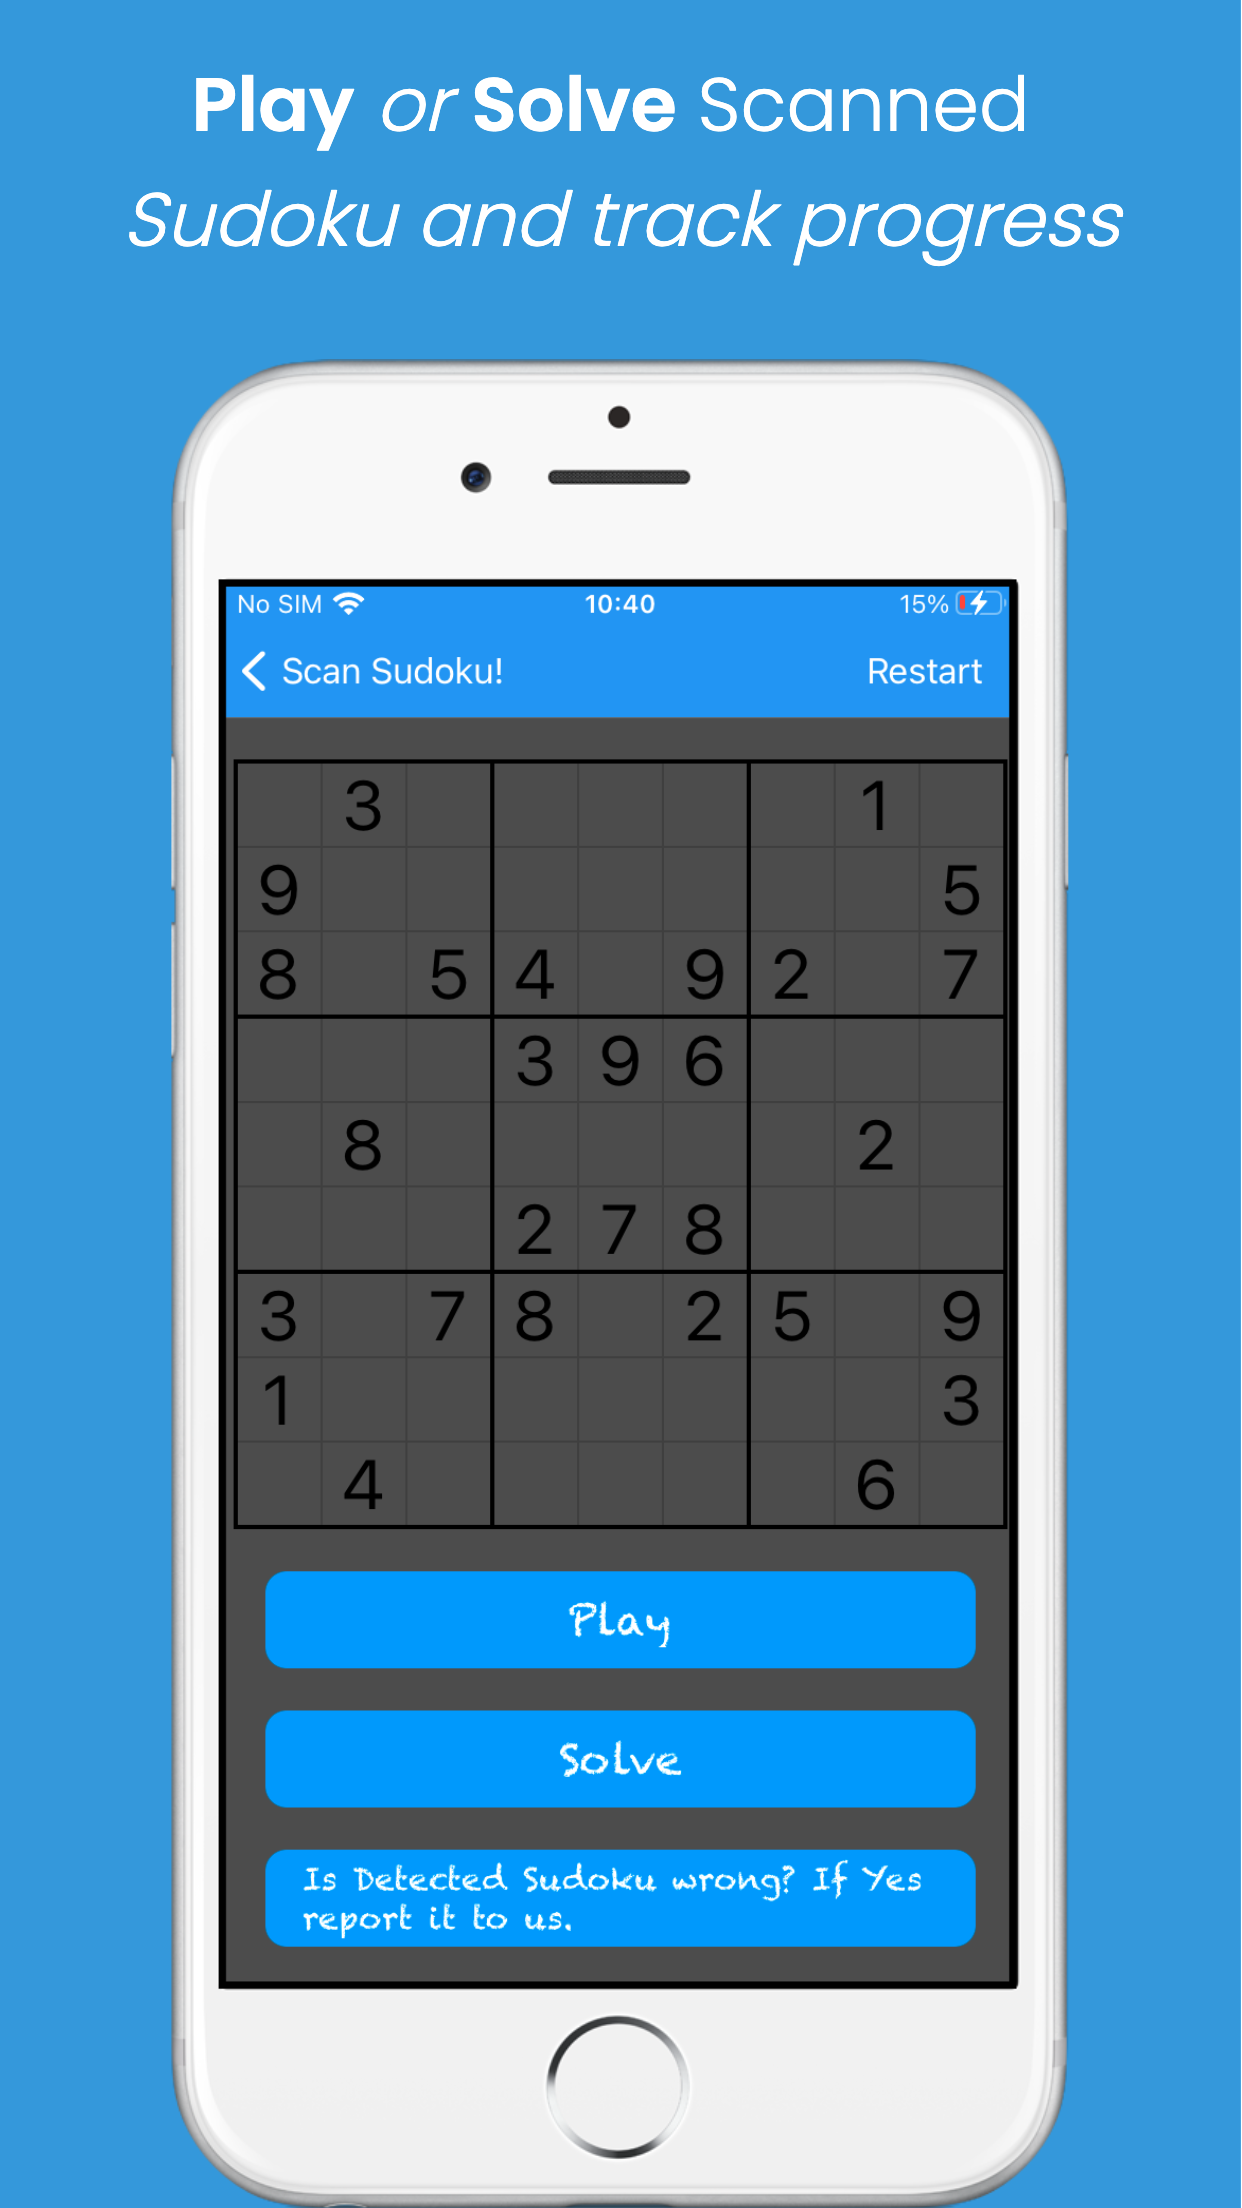 Play or Solve Scanned
Sudoku and track progress
No SIM 10:40 15%
Scan Sudoku! Restart
3 1
9 5
8 5 4 9 2 7
3 9 6
8 2
2 7 8
3 7 8 2 5 9
1 3
4 6
Play
Solve
Is Detected Sudoku wrong? If Yes
report it to us.